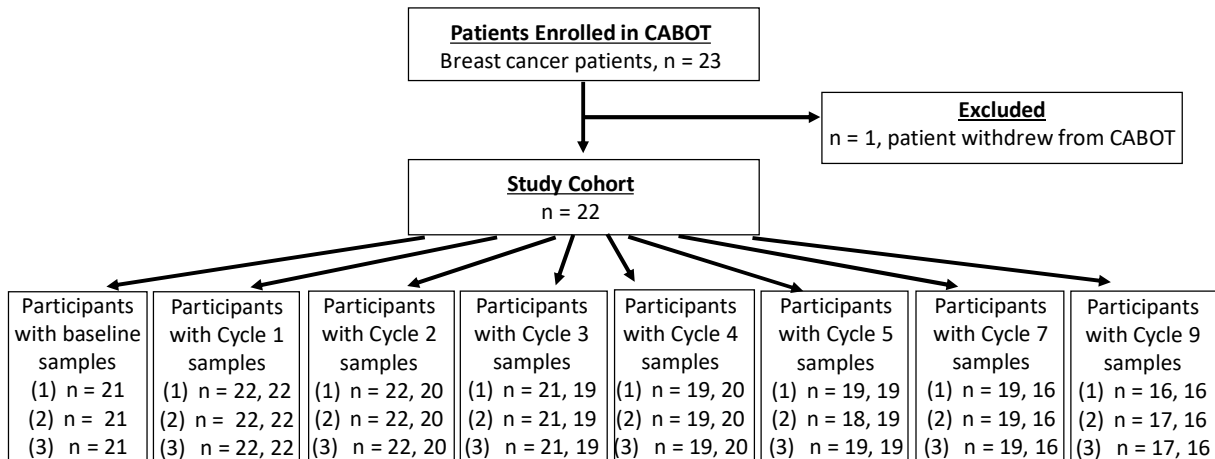 Patients Enrolled in CABOT
Breast cancer patients, n = 23
Excluded
n = 1, patient withdrew from CABOT
Study Cohort
n = 22
Participants
with baseline
samples
(1) n = 21
(2) n = 21
(3) n = 21
Participants
with Cycle 1
samples
(1) n = 22, 22
(2) n = 22, 22
(3) n = 22, 22
Participants
with Cycle 2
samples
(1) n = 22, 20
(2) n = 22, 20
(3) n = 22, 20
Participants
with Cycle 3
samples
(1) n = 21, 19
(2) n = 21, 19
(3) n = 21, 19
Participants
with Cycle 4
samples
(1) n = 19, 20
(2) n = 19, 20
(3) n = 19, 20
Participants
with Cycle 5
samples
(1) n = 19, 19
(2) n = 18, 19
(3) n = 19, 19
Participants
with Cycle 7
samples
(1) n = 19, 16
(2) n = 19, 16
(3) n = 19, 16
Participants
with Cycle 9
samples
(1) n = 16, 16
(2) n = 17, 16
(3) n = 17, 16